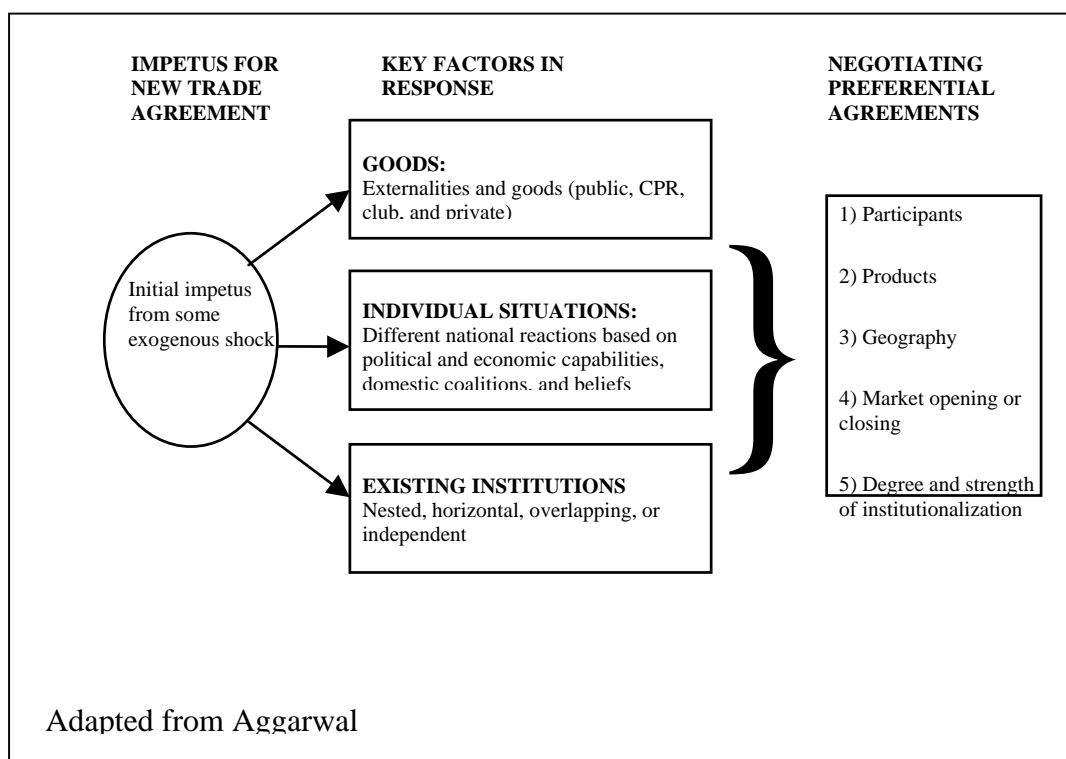 IMPETUS FOR
NEW TRADE
AGREEMENT
KEY FACTORS IN
RESPONSE
NEGOTIATING
PREFERENTIAL
AGREEMENTS
Initial impetus
from some
exogenous shock
GOODS:
Externalities and goods (public, CPR,
club, and private)
INDIVIDUAL SITUATIONS:
Different national reactions based on
political and economic capabilities,
domestic coalitions, and beliefs
EXISTING INSTITUTIONS
Nested, horizontal, overlapping, or
independent
1) Participants
2) Products
3) Geography
4) Market opening or
closing
5) Degree and strength
of institutionalization
Adapted from Aggarwal